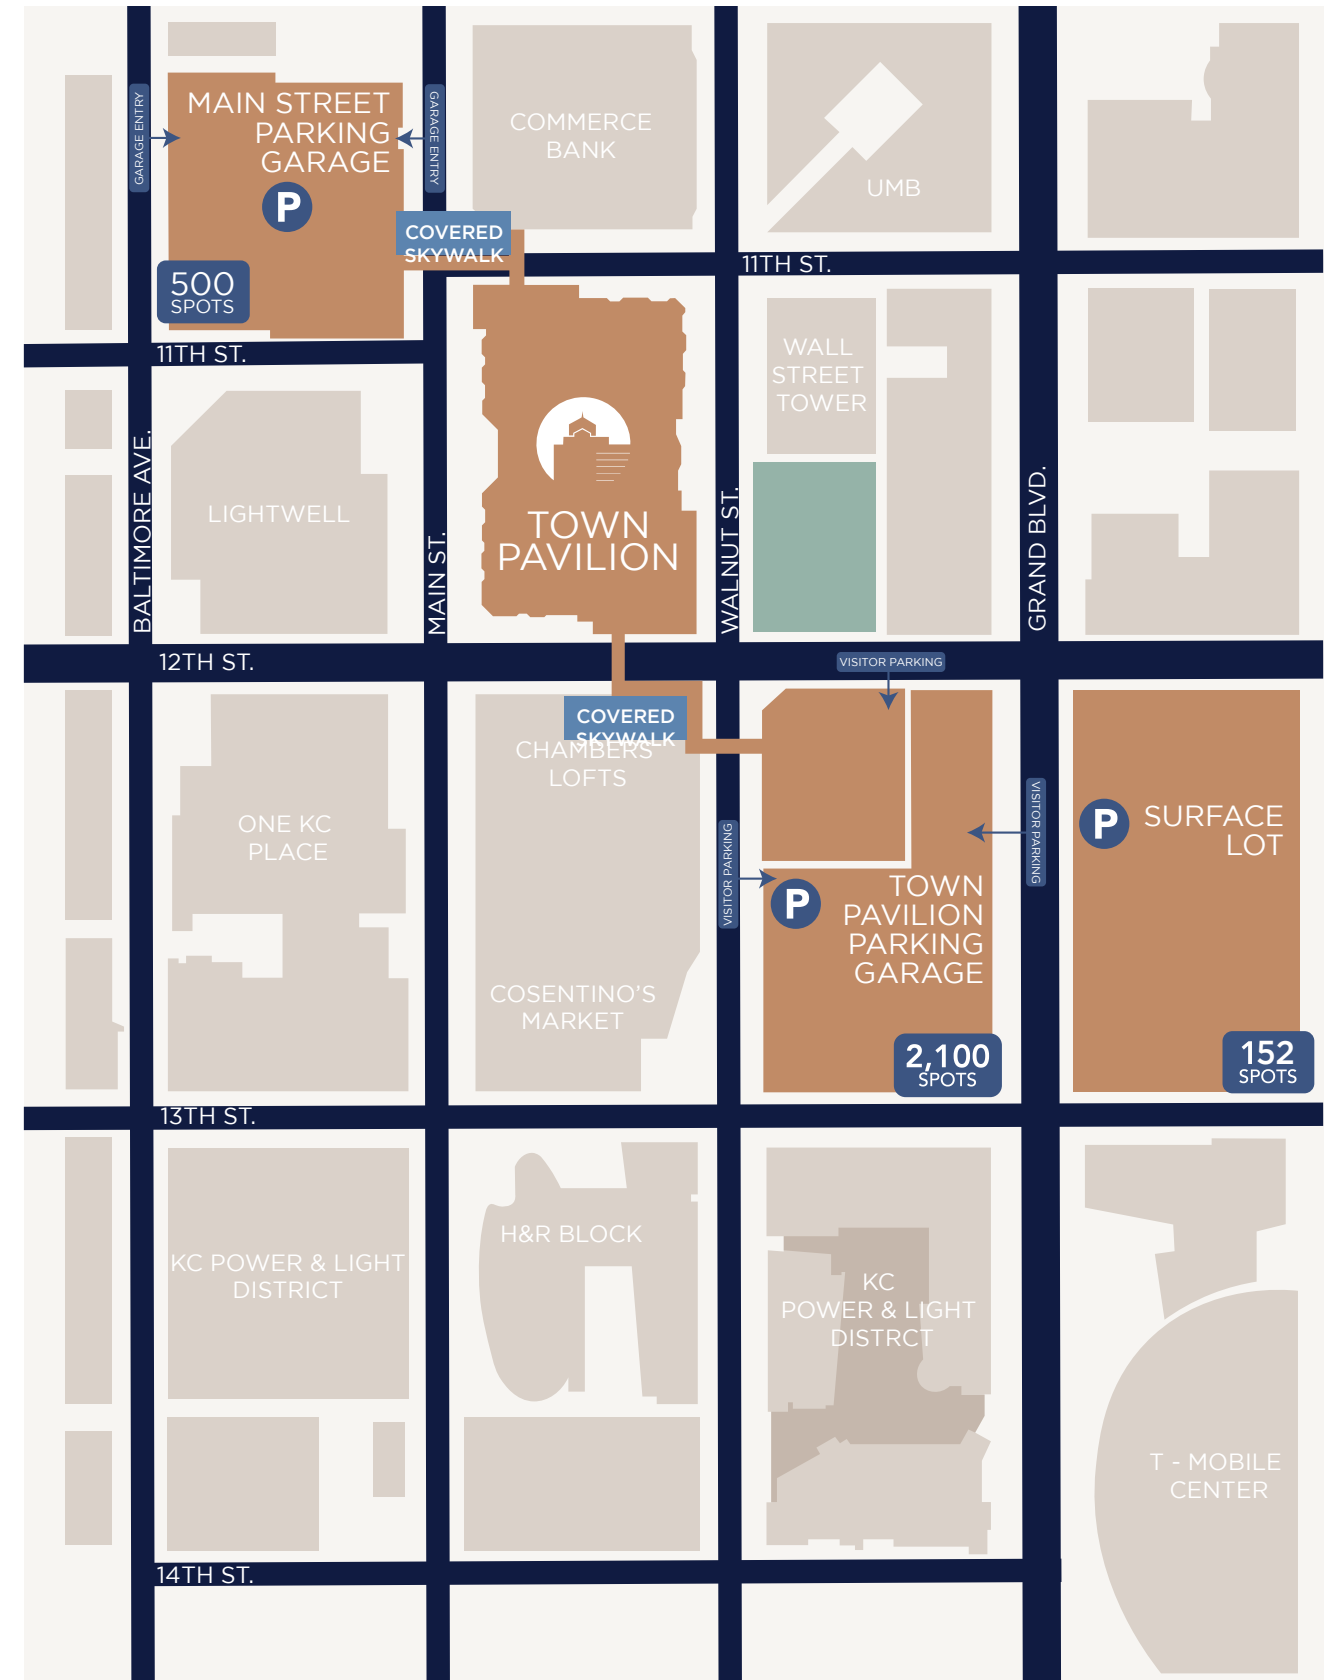 MAIN STREET
PARKING
GARAGE
P
GARAGE ENTRY
GARAGE ENTRY
500
SPOTS
COVERED
SKYWALK
COMMERCE
BANK
UMB
11TH ST.
11TH ST.
WALL
STREET
TOWER
LIGHTWELL
TOWN
PAVILION
BALTIMORE AVE.
MAIN ST.
WALNUT ST.
GRAND BLVD.
12TH ST.
VISITOR PARKING
COVERED
SKYWALK
CHAMBERS
LOFTS
ONE KC
PLACE
VISITOR PARKING
VISITOR PARKING
P
SURFACE
LOT
P
TOWN
PAVILION
PARKING
GARAGE
COSENTINO'S
MARKET
2,100
SPOTS
152
SPOTS
13TH ST.
KC POWER & LIGHT
DISTRICT
H&R BLOCK
KC
POWER & LIGHT
DISTRCT
T - MOBILE
CENTER
14TH ST.